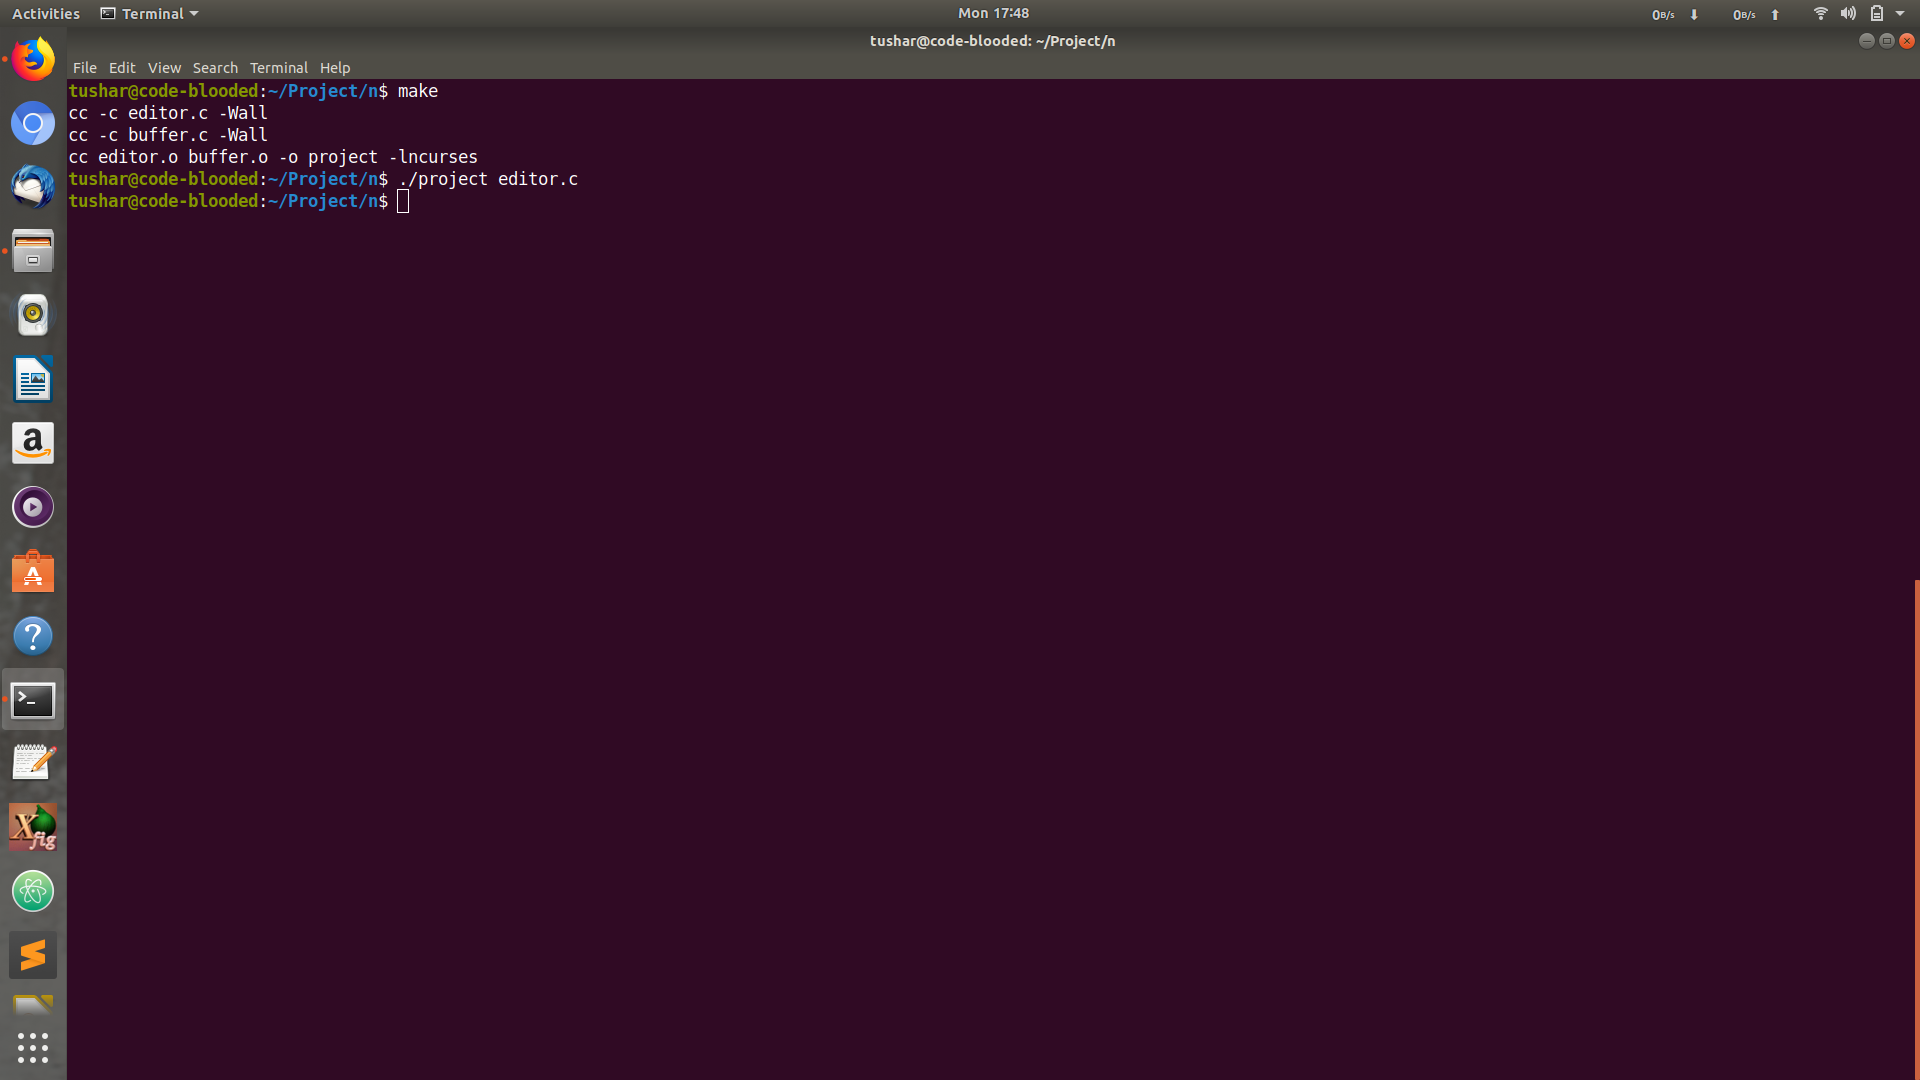 Activities Terminal Mon 17:48 0B/s 0B/s
tushar@code-blooded: ~/Project/n
File Edit View Search Terminal Help
tushar@code-blooded:~/Project/n$ make
cc -c editor.c -Wall
cc -c buffer.c -Wall
cc editor.o buffer.o -o project -lncurses
tushar@code-blooded:~/Project/n$ ./project editor.c
tushar@code-blooded:~/Project/n$
a
A
?
>_
X
fig